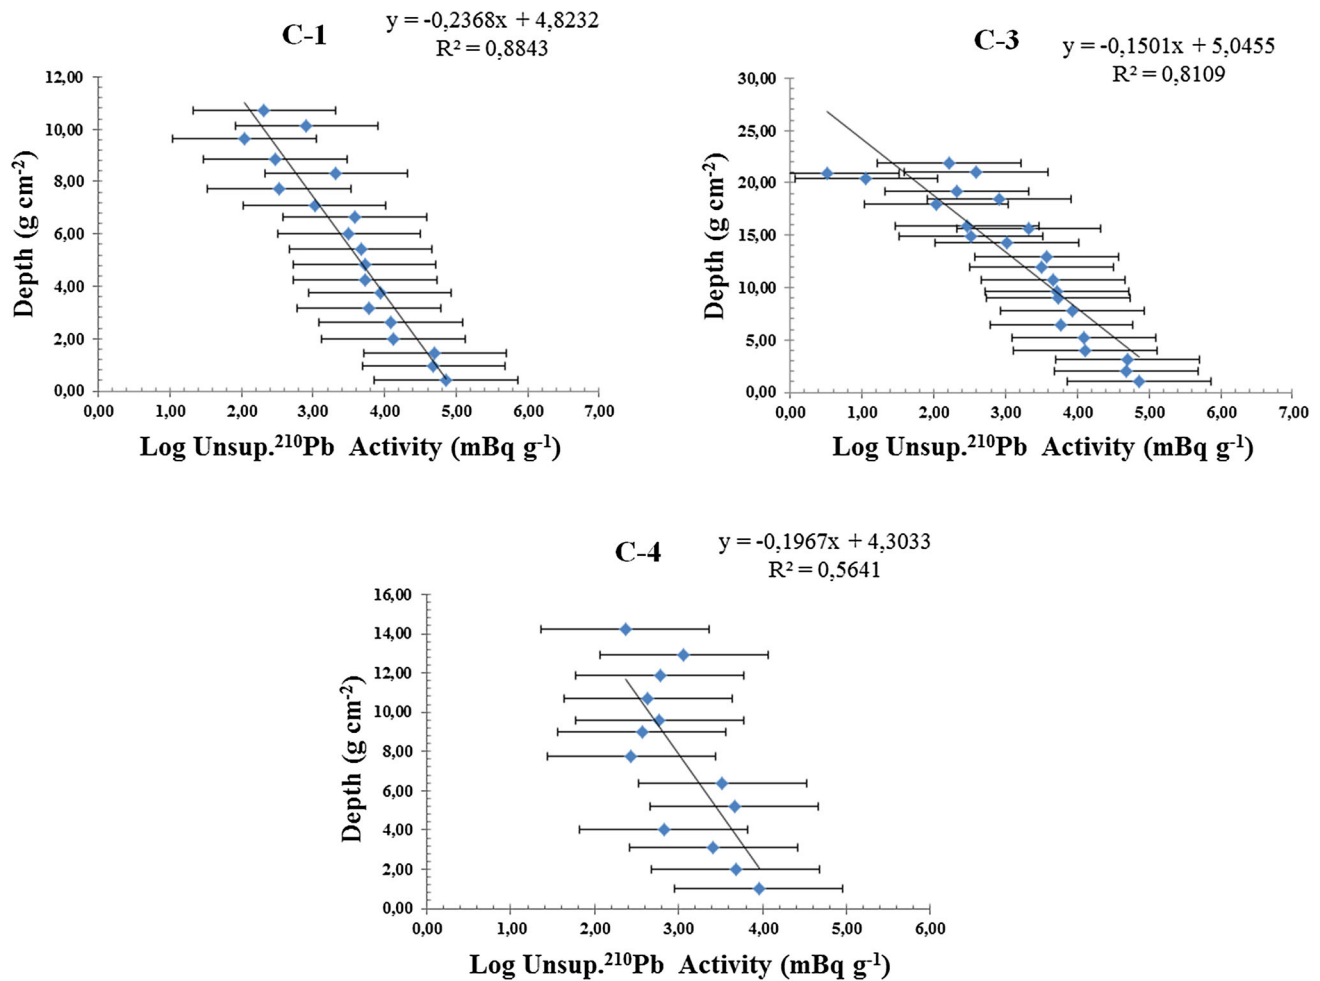 C-1
y = -0,2368x + 4,8232
R² = 0,8843
12,00
10,00
8,00
6,00
4,00
2,00
0,00
Depth (g cm⁻²)
0,00 1,00 2,00 3,00 4,00 5,00 6,00 7,00
Log Unsup.²¹⁰Pb Activity (mBq g⁻¹)
C-3
y = -0,1501x + 5,0455
R² = 0,8109
30,00
25,00
20,00
15,00
10,00
5,00
0,00
Depth (g cm⁻²)
0,00 1,00 2,00 3,00 4,00 5,00 6,00 7,00
Log Unsup.²¹⁰Pb Activity (mBq g⁻¹)
C-4
y = -0,1967x + 4,3033
R² = 0,5641
16,00
14,00
12,00
10,00
8,00
6,00
4,00
2,00
0,00
Depth (g cm⁻²)
0,00 1,00 2,00 3,00 4,00 5,00 6,00
Log Unsup.²¹⁰Pb Activity (mBq g⁻¹)